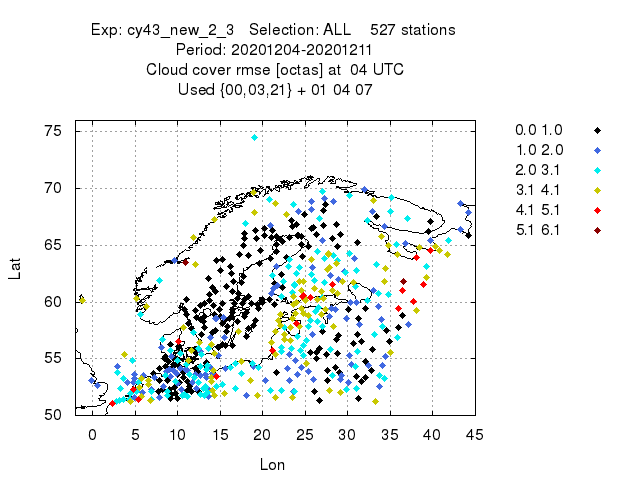 Exp: cy43_new_2_3   Selection: ALL    527 stations
Period: 20201204-20201211
Cloud cover rmse [octas] at  04 UTC
Used {00,03,21} + 01 04 07
0.0 1.0
1.0 2.0
2.0 3.1
3.1 4.1
4.1 5.1
5.1 6.1
75
70
65
60
55
50
Lat
0 5 10 15 20 25 30 35 40 45
Lon